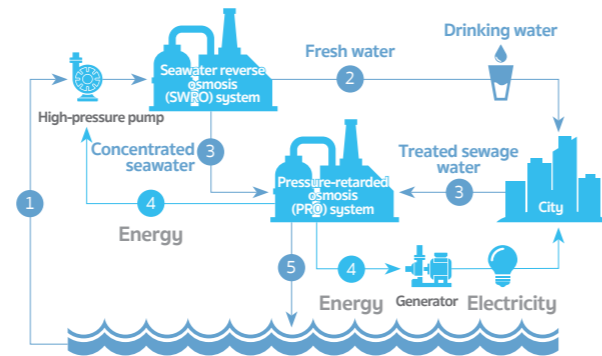 Drinking water
Fresh water
2
Seawater reverse
osmosis
(SWRO) system
High-pressure pump
Concentrated
seawater
3
Treated sewage
water
3
Pressure-retarded
osmosis
(PRO) system
City
1
4
Energy
5
4
Energy
Generator
Electricity